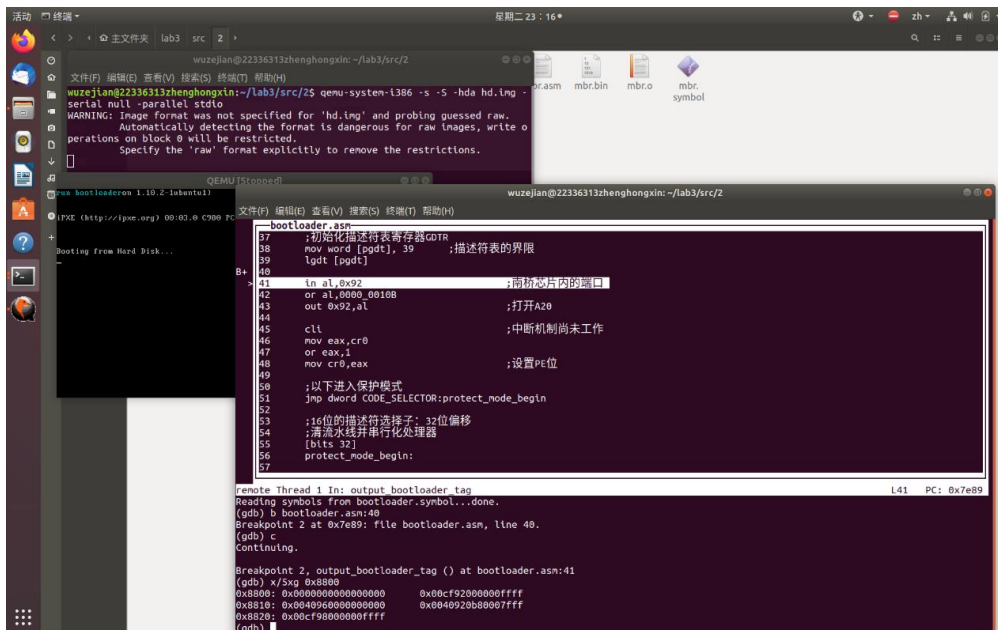 活动 终端 星期二 23：16 zh
主文件夹 lab3 src 2
wuzejian@22336313zhenghongxin: ~/lab3/src/2
文件(F) 编辑(E) 查看(V) 搜索(S) 终端(T) 帮助(H)
wuzejian@22336313zhenghongxin:~/lab3/src/2$ qemu-system-i386 -s -S -hda hd.img -
serial null -parallel stdio
WARNING: Image format was not specified for 'hd.img' and probing guessed raw.
Automatically detecting the format is dangerous for raw images, write o
perations on block 0 will be restricted.
Specify the 'raw' format explicitly to remove the restrictions.
mbr.bin mbr.o mbr.
symbol
QEMU [Stopped]
run bootloaderon 1.10.2-1ubuntu1)
iPXE (http://ipxe.org) 00:03.0 C980 PC
Booting from Hard Disk...
wuzejian@22336313zhenghongxin: ~/lab3/src/2
文件(F) 编辑(E) 查看(V) 搜索(S) 终端(T) 帮助(H)
bootloader.asm
37 ;初始化描述符表寄存器GDTR
38 mov word [pgdt], 39 ;描述符表的界限
39 lgdt [pgdt]
B+ 40
> 41 in al,0x92 ;南桥芯片内的端口
42 or al,0000_0010B
43 out 0x92,al ;打开A20
44
45 cli ;中断机制尚未工作
46 mov eax,cr0
47 or eax,1
48 mov cr0,eax ;设置PE位
49
50 ;以下进入保护模式
51 jmp dword CODE_SELECTOR:protect_mode_begin
52
53 ;16位的描述符选择子：32位偏移
54 ;清流水线并串行化处理器
55 [bits 32]
56 protect_mode_begin:
57
remote Thread 1 In: output_bootloader_tag L41 PC: 0x7e89
Reading symbols from bootloader.symbol...done.
(gdb) b bootloader.asm:40
Breakpoint 2 at 0x7e89: file bootloader.asm, line 40.
(gdb) c
Continuing.
Breakpoint 2, output_bootloader_tag () at bootloader.asm:41
(gdb) x/5xg 0x8800
0x8800: 0x0000000000000000 0x00cf92000000ffff
0x8810: 0x0040960000000000 0x0040920b80007fff
0x8820: 0x00cf98000000ffff
(gdb)